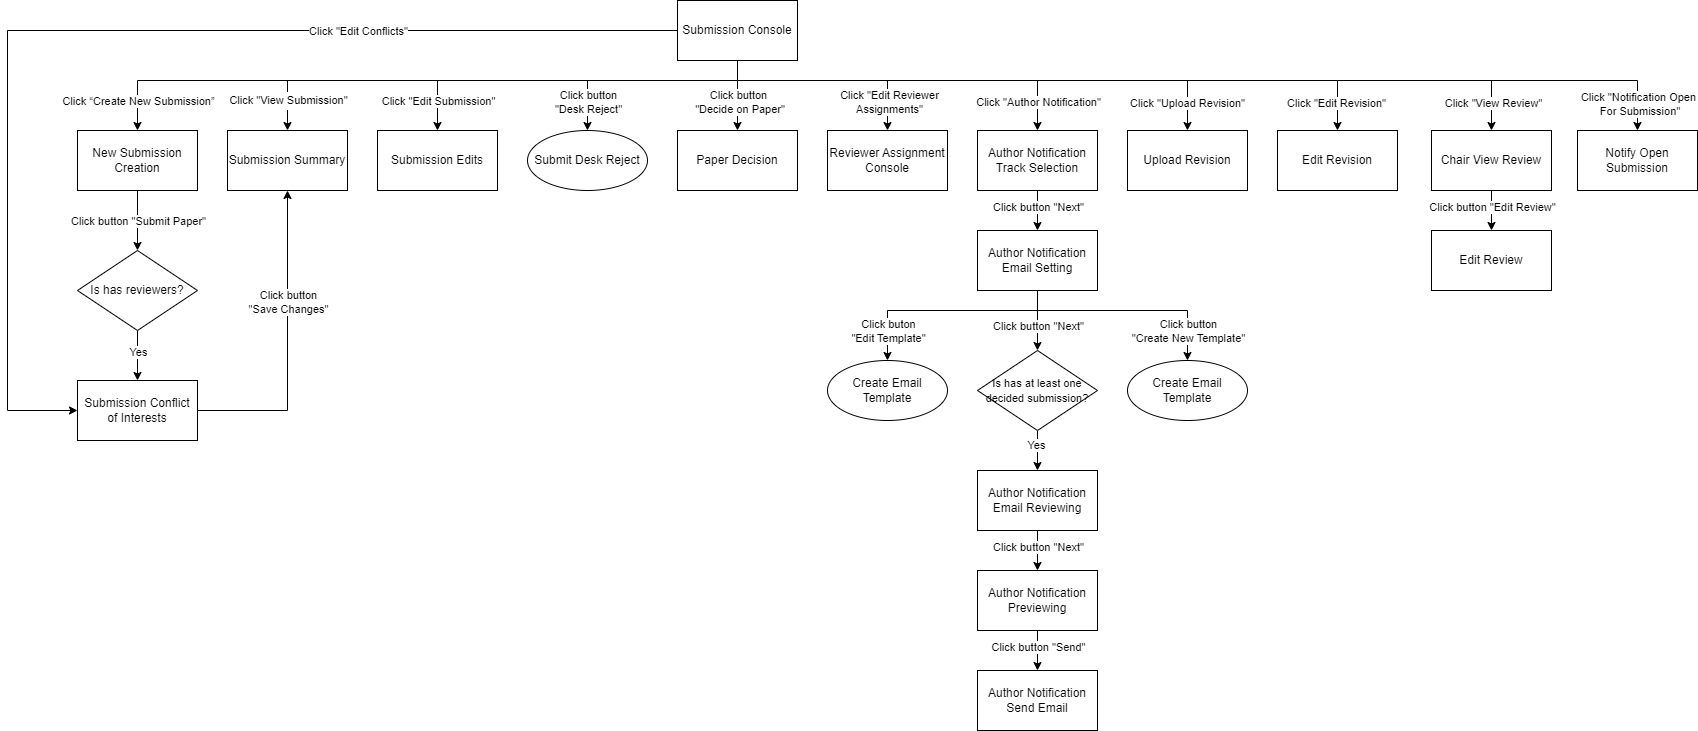 Submission Console
Click "Edit Conflicts"
Click “Create New Submission”
Click "View Submission"
Click "Edit Submission"
Click button
"Desk Reject"
Click button
"Decide on Paper"
Click "Edit Reviewer
Assignments"
Click "Author Notification"
Click "Upload Revision"
Click "Edit Revision"
Click "View Review"
Click "Notification Open
For Submission"
New Submission
Creation
Submission Summary
Submission Edits
Submit Desk Reject
Paper Decision
Reviewer Assignment
Console
Author Notification
Track Selection
Upload Revision
Edit Revision
Chair View Review
Notify Open
Submission
Click button "Submit Paper"
Click button "Next"
Click button "Edit Review"
Is has reviewers?
Author Notification
Email Setting
Edit Review
Click button
"Save Changes"
Click buton
"Edit Template"
Click button "Next"
Click button
"Create New Template"
Yes
Submission Conflict
of Interests
Create Email
Template
Is has at least one
decided submission?
Create Email
Template
Yes
Author Notification
Email Reviewing
Click button "Next"
Author Notification
Previewing
Click button "Send"
Author Notification
Send Email